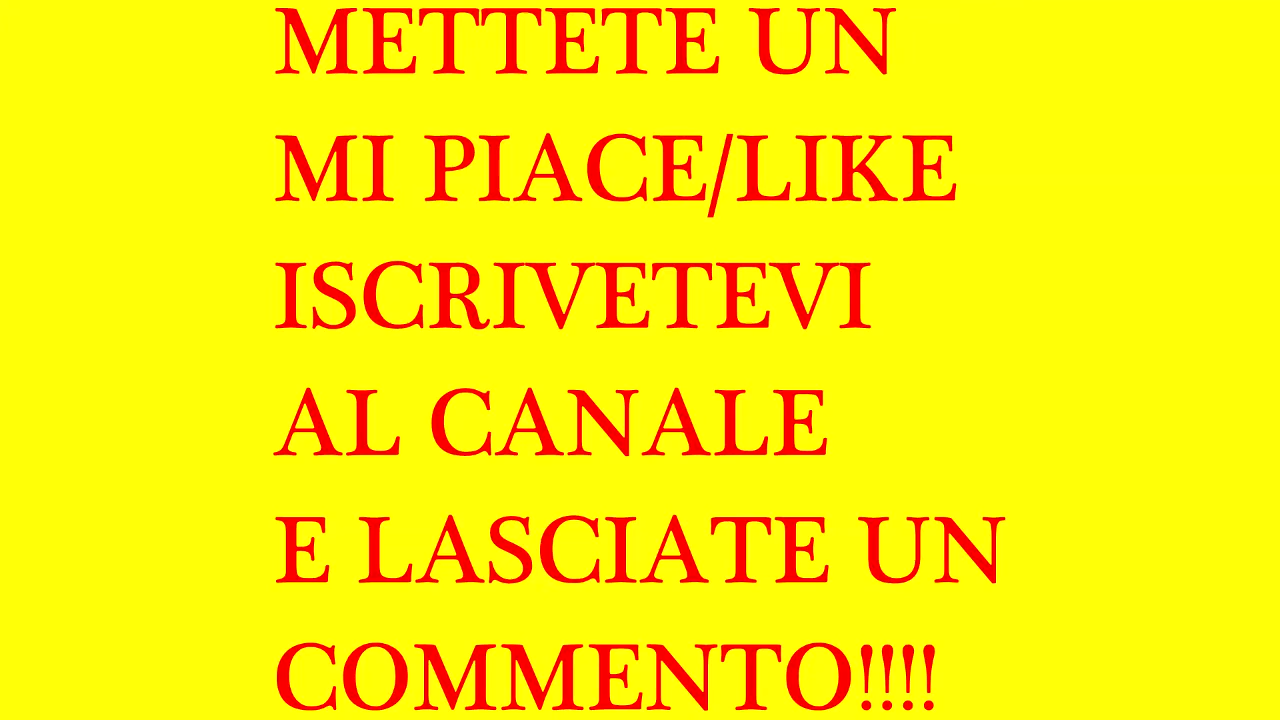 METTETE UN
MI PIACE/LIKE
ISCRIVETEVI
AL CANALE
E LASCIATE UN
COMMENTO!!!!